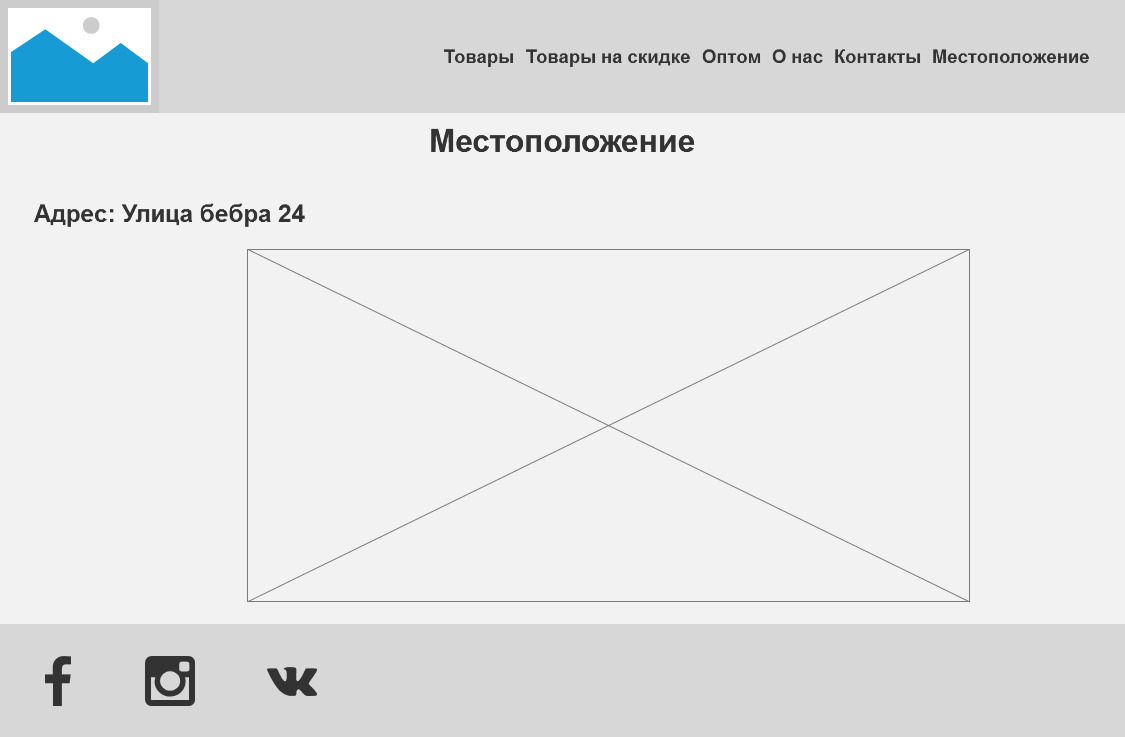 Товары Товары на скидке Оптом О нас Контакты Местоположение
Местоположение
Адрес: Улица бебра 24